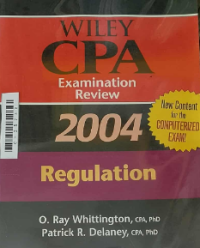 WILEY
CPA
Examination
Review
2004
New Content
for the
COMPUTERIZED
EXAM!
Regulation
O. Ray Whittington, CPA, PhD
Patrick R. Delaney, CPA, PhD